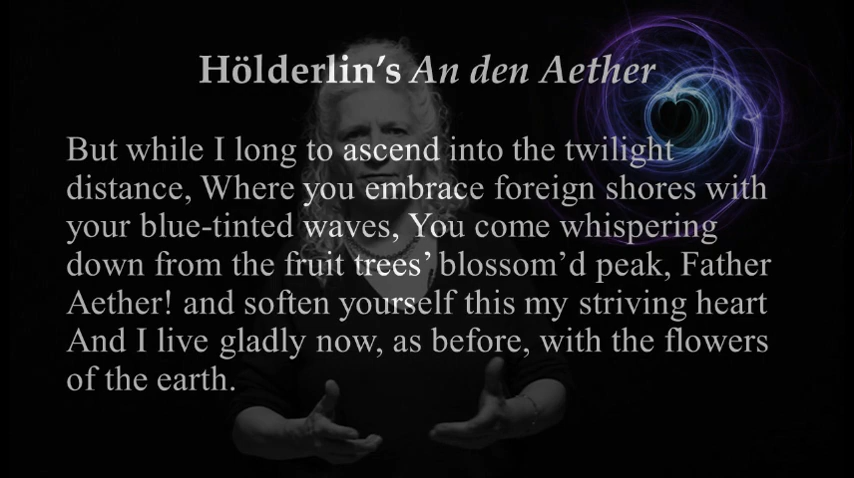 Hölderlin’s An den Aether
But while I long to ascend into the twilight
distance, Where you embrace foreign shores with
your blue-tinted waves, You come whispering
down from the fruit trees’ blossom’d peak, Father
Aether! and soften yourself this my striving heart
And I live gladly now, as before, with the flowers
of the earth.